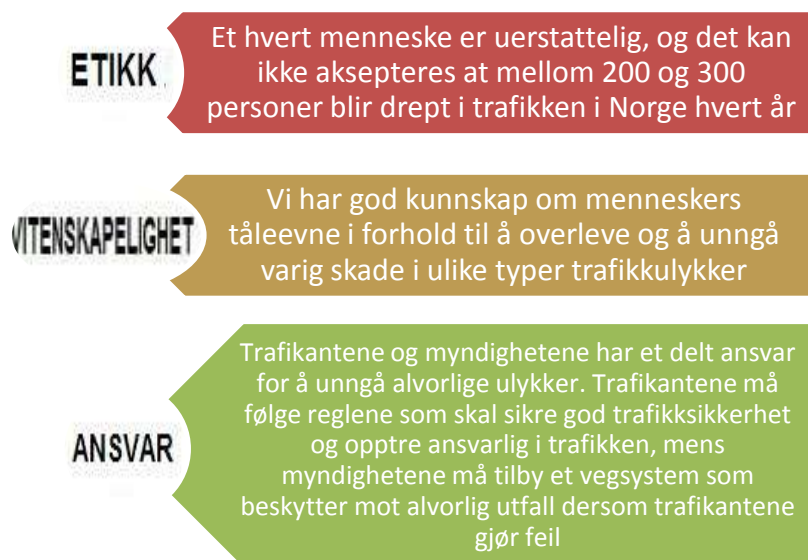 ETIKK
Et hvert menneske er uerstattelig, og det kan
ikke aksepteres at mellom 200 og 300
personer blir drept i trafikken i Norge hvert år
VITENSKAPELIGHET
Vi har god kunnskap om menneskers
tåleevne i forhold til å overleve og å unngå
varig skade i ulike typer trafikkulykker
ANSVAR
Trafikantene og myndighetene har et delt ansvar
for å unngå alvorlige ulykker. Trafikantene må
følge reglene som skal sikre god trafikksikkerhet
og opptre ansvarlig i trafikken, mens
myndighetene må tilby et vegsystem som
beskytter mot alvorlig utfall dersom trafikantene
gjør feil